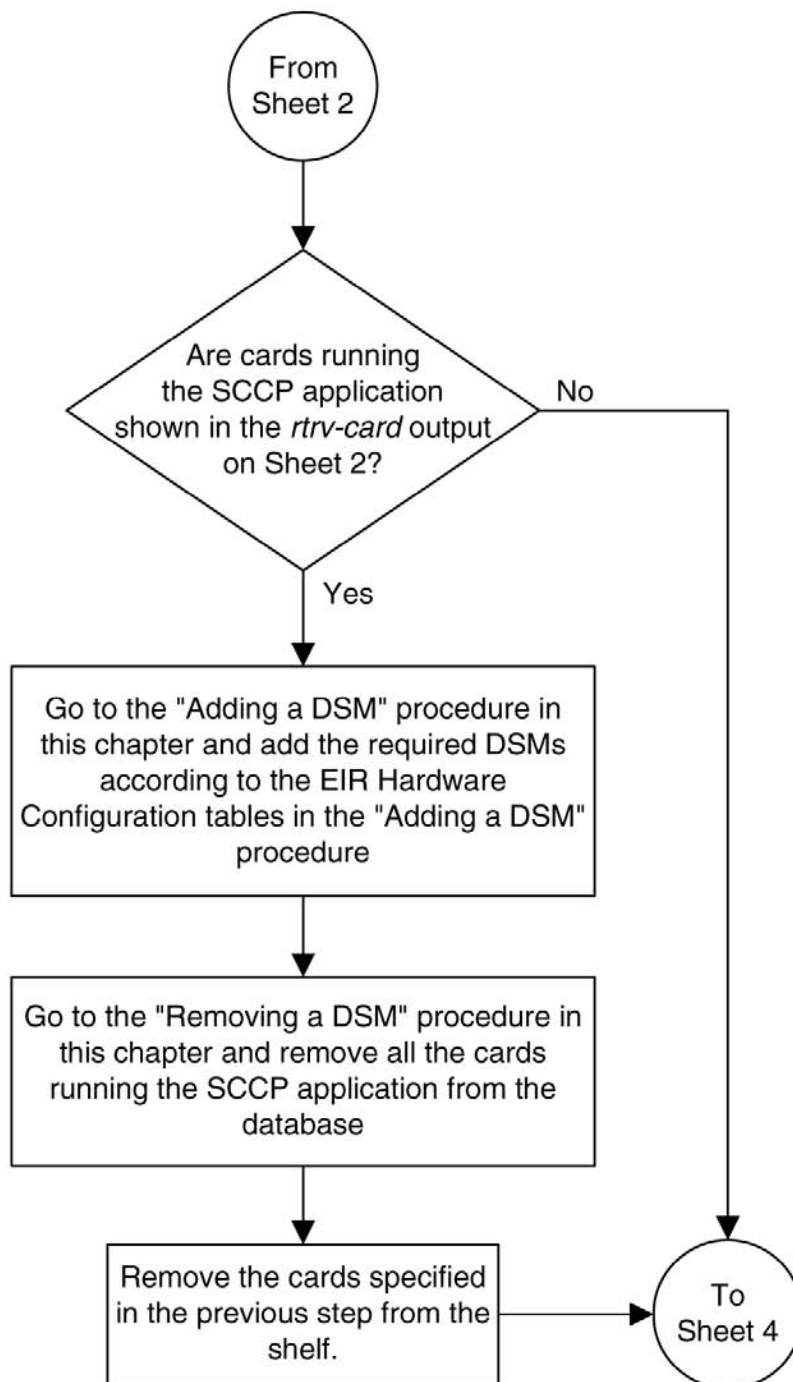 From
Sheet 2
Are cards running
the SCCP application
shown in the rtrv-card output
on Sheet 2?
No
Yes
Go to the "Adding a DSM" procedure in
this chapter and add the required DSMs
according to the EIR Hardware
Configuration tables in the "Adding a DSM"
procedure
Go to the "Removing a DSM" procedure in
this chapter and remove all the cards
running the SCCP application from the
database
Remove the cards specified
in the previous step from the
shelf.
To
Sheet 4